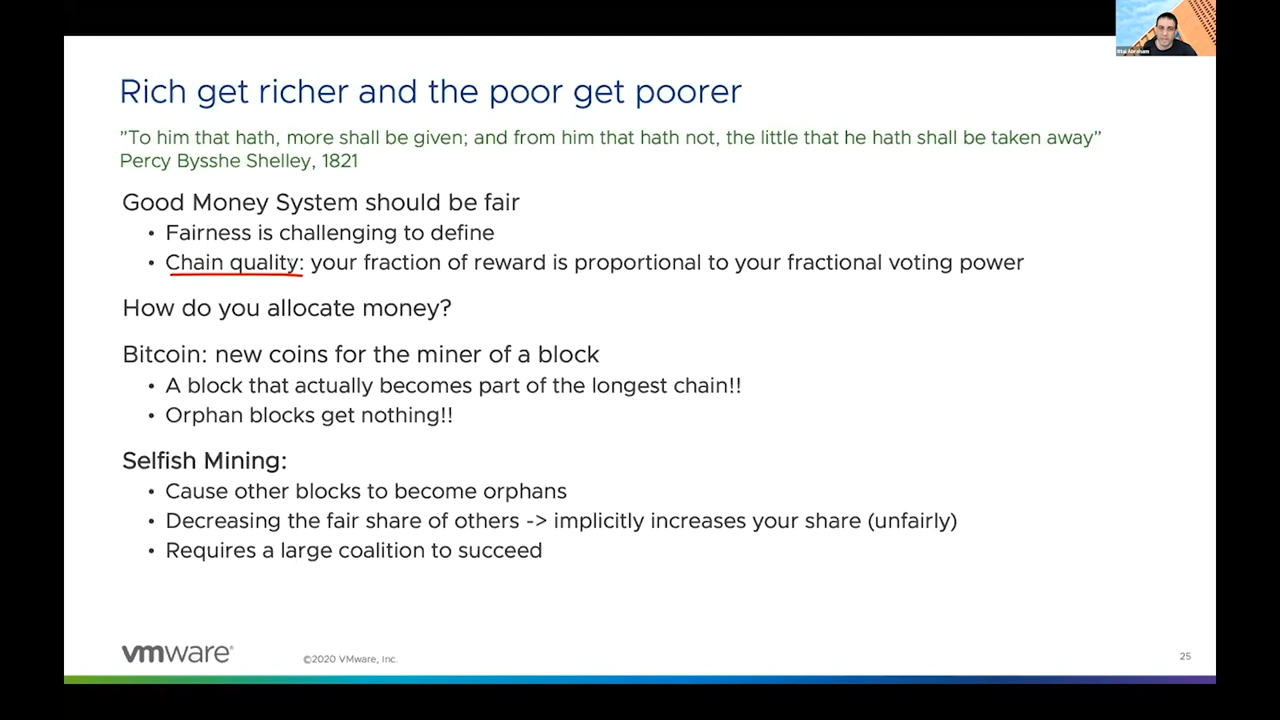 Ittai Abraham
Rich get richer and the poor get poorer
”To him that hath, more shall be given; and from him that hath not, the little that he hath shall be taken away”
Percy Bysshe Shelley, 1821
Good Money System should be fair
• Fairness is challenging to define
• Chain quality: your fraction of reward is proportional to your fractional voting power
How do you allocate money?
Bitcoin: new coins for the miner of a block
• A block that actually becomes part of the longest chain!!
• Orphan blocks get nothing!!
Selfish Mining:
• Cause other blocks to become orphans
• Decreasing the fair share of others -> implicitly increases your share (unfairly)
• Requires a large coalition to succeed
vmware®
©2020 VMware, Inc.
25